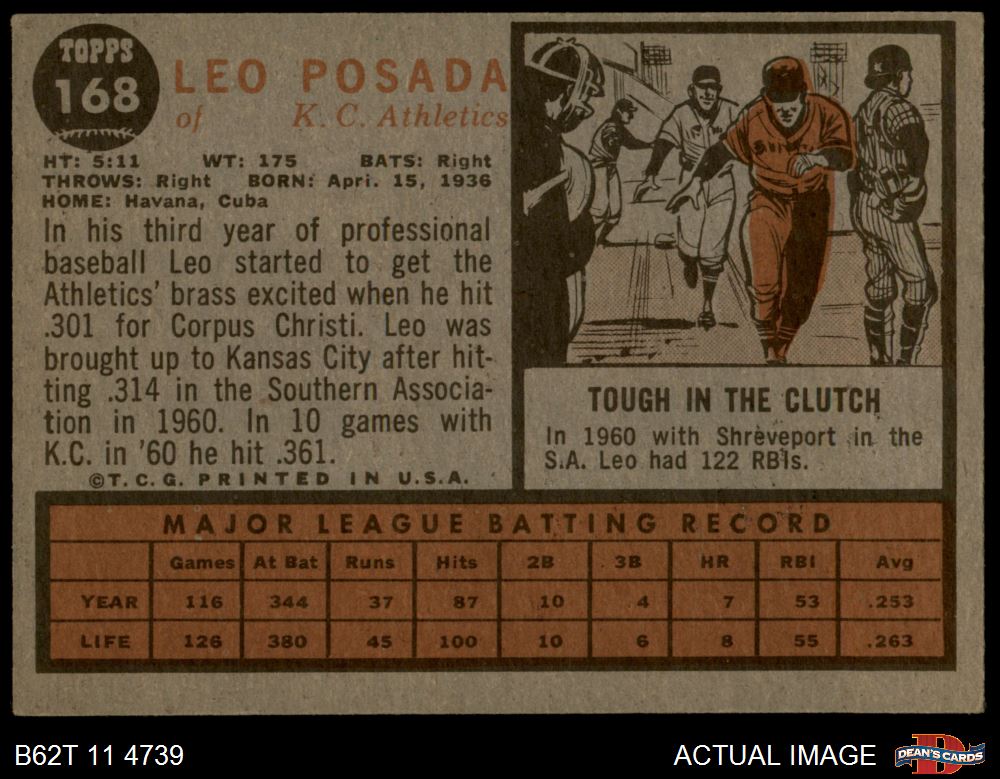 TOPPS
168
LEO POSADA
of K. C. Athletics
HT: 5:11 WT: 175 BATS: Right
THROWS: Right BORN: Apri. 15, 1936
HOME: Havana, Cuba
In his third year of professional
baseball Leo started to get the
Athletics' brass excited when he hit
.301 for Corpus Christi. Leo was
brought up to Kansas City after hit-
ting .314 in the Southern Associa-
tion in 1960. In 10 games with
K.C. in '60 he hit .361.
©T. C. G. PRINTED IN U.S.A.
TOUGH IN THE CLUTCH
In 1960 with Shreveport in the
S.A. Leo had 122 RBIs.
MAJOR LEAGUE BATTING RECORD
Games At Bat Runs Hits 2B 3B HR RBI Avg
YEAR 116 344 37 87 10 4 7 53 .253
LIFE 126 380 45 100 10 6 8 55 .263
B62T 11 4739
ACTUAL IMAGE
DEAN'S CARDS